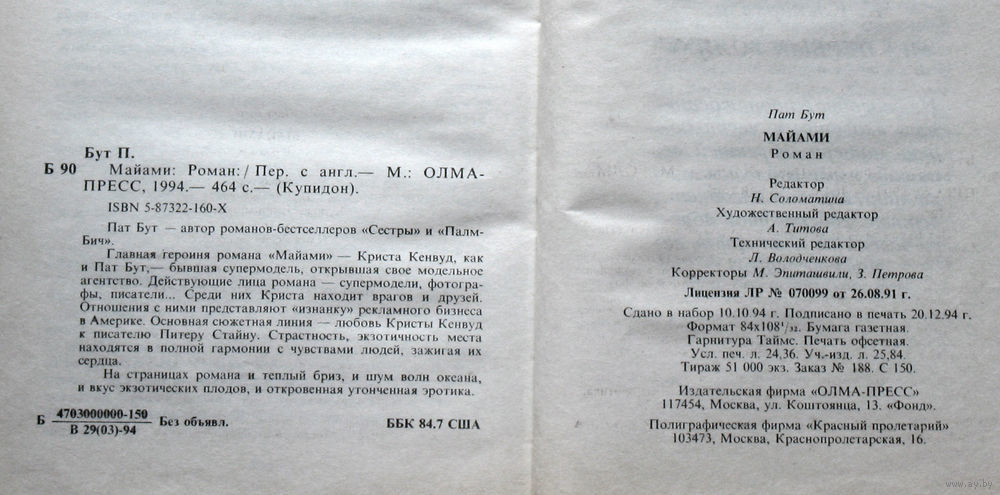 Бут П.
Б 90 Майами: Роман:/ Пер. с англ.— М.: ОЛМА-
ПРЕСС, 1994.— 464 с.— (Купидон).
ISBN 5-87322-160-X
Пат Бут — автор романов-бестселлеров «Сестры» и «Палм-
Бич».
Главная героиня романа «Майами» — Криста Кенвуд, как
и Пат Бут,— бывшая супермодель, открывшая свое модельное
агентство. Действующие лица романа — супермодели, фотогра-
фы, писатели... Среди них Криста находит врагов и друзей.
Отношения с ними представляют «изнанку» рекламного бизнеса
в Америке. Основная сюжетная линия — любовь Кристы Кенвуд
к писателю Питеру Стайну. Страстность, экзотичность места
находятся в полной гармонии с чувствами людей, зажигая их
сердца.
На страницах романа и теплый бриз, и шум волн океана,
и вкус экзотических плодов, и откровенная утонченная эротика.
Б 4703000000-150
В 29(03)-94 Без объявл. ББК 84.7 США
Пат Бут
МАЙАМИ
Роман
Редактор
Н. Соломатина
Художественный редактор
А. Титова
Технический редактор
Л. Володченкова
Корректоры М. Эпиташвили, З. Петрова
Лицензия ЛР № 070099 от 26.08.91 г.
Сдано в набор 10.10 94 г. Подписано в печать 20.12.94 г.
Формат 84х108¹/₃₂. Бумага газетная.
Гарнитура Таймс. Печать офсетная.
Усл. печ. л. 24,36. Уч.-изд. л. 25,84.
Тираж 51 000 экз. Заказ № 188. С 150.
Издательская фирма «ОЛМА-ПРЕСС»
117454, Москва, ул. Коштоянца, 13. «Фонд».
Полиграфическая фирма «Красный пролетарий»
103473, Москва, Краснопролетарская, 16.
www.ay.by